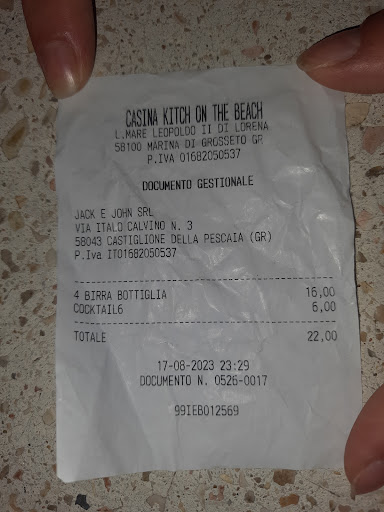 CASINA KITCH ON THE BEACH
L.MARE LEOPOLDO II DI LORENA
58100 MARINA DI GROSSETO GR
P.IVA 01682050537
DOCUMENTO GESTIONALE
JACK E JOHN SRL
VIA ITALO CALVINO N. 3
58043 CASTIGLIONE DELLA PESCAIA (GR)
P.Iva IT01682050537
4 BIRRA BOTTIGLIA 16,00
COCKTAIL6 6,00
TOTALE 22,00
17-08-2023 23:29
DOCUMENTO N. 0526-0017
99IEB012569